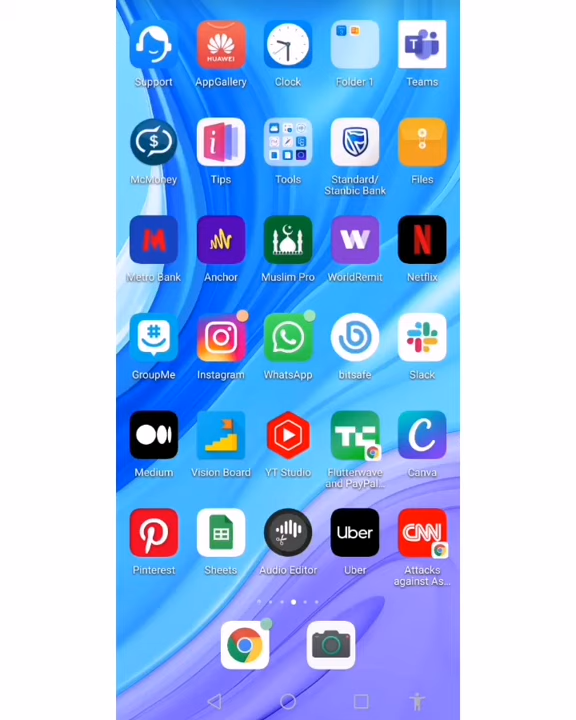 HUAWEI
Support
AppGallery
Clock
Folder 1
Teams
T
$
i
McMoney
Tips
Tools
Standard/
Stanbic Bank
Files
M
W
N
Metro Bank
Anchor
Muslim Pro
WorldRemit
Netflix
#
GroupMe
Instagram
WhatsApp
bitsafe
Slack
TC
C
Medium
Vision Board
YT Studio
Flutterwave
and PayPal...
Canva
Uber
CNN
Pinterest
Sheets
Audio Editor
Uber
Attacks
against As...